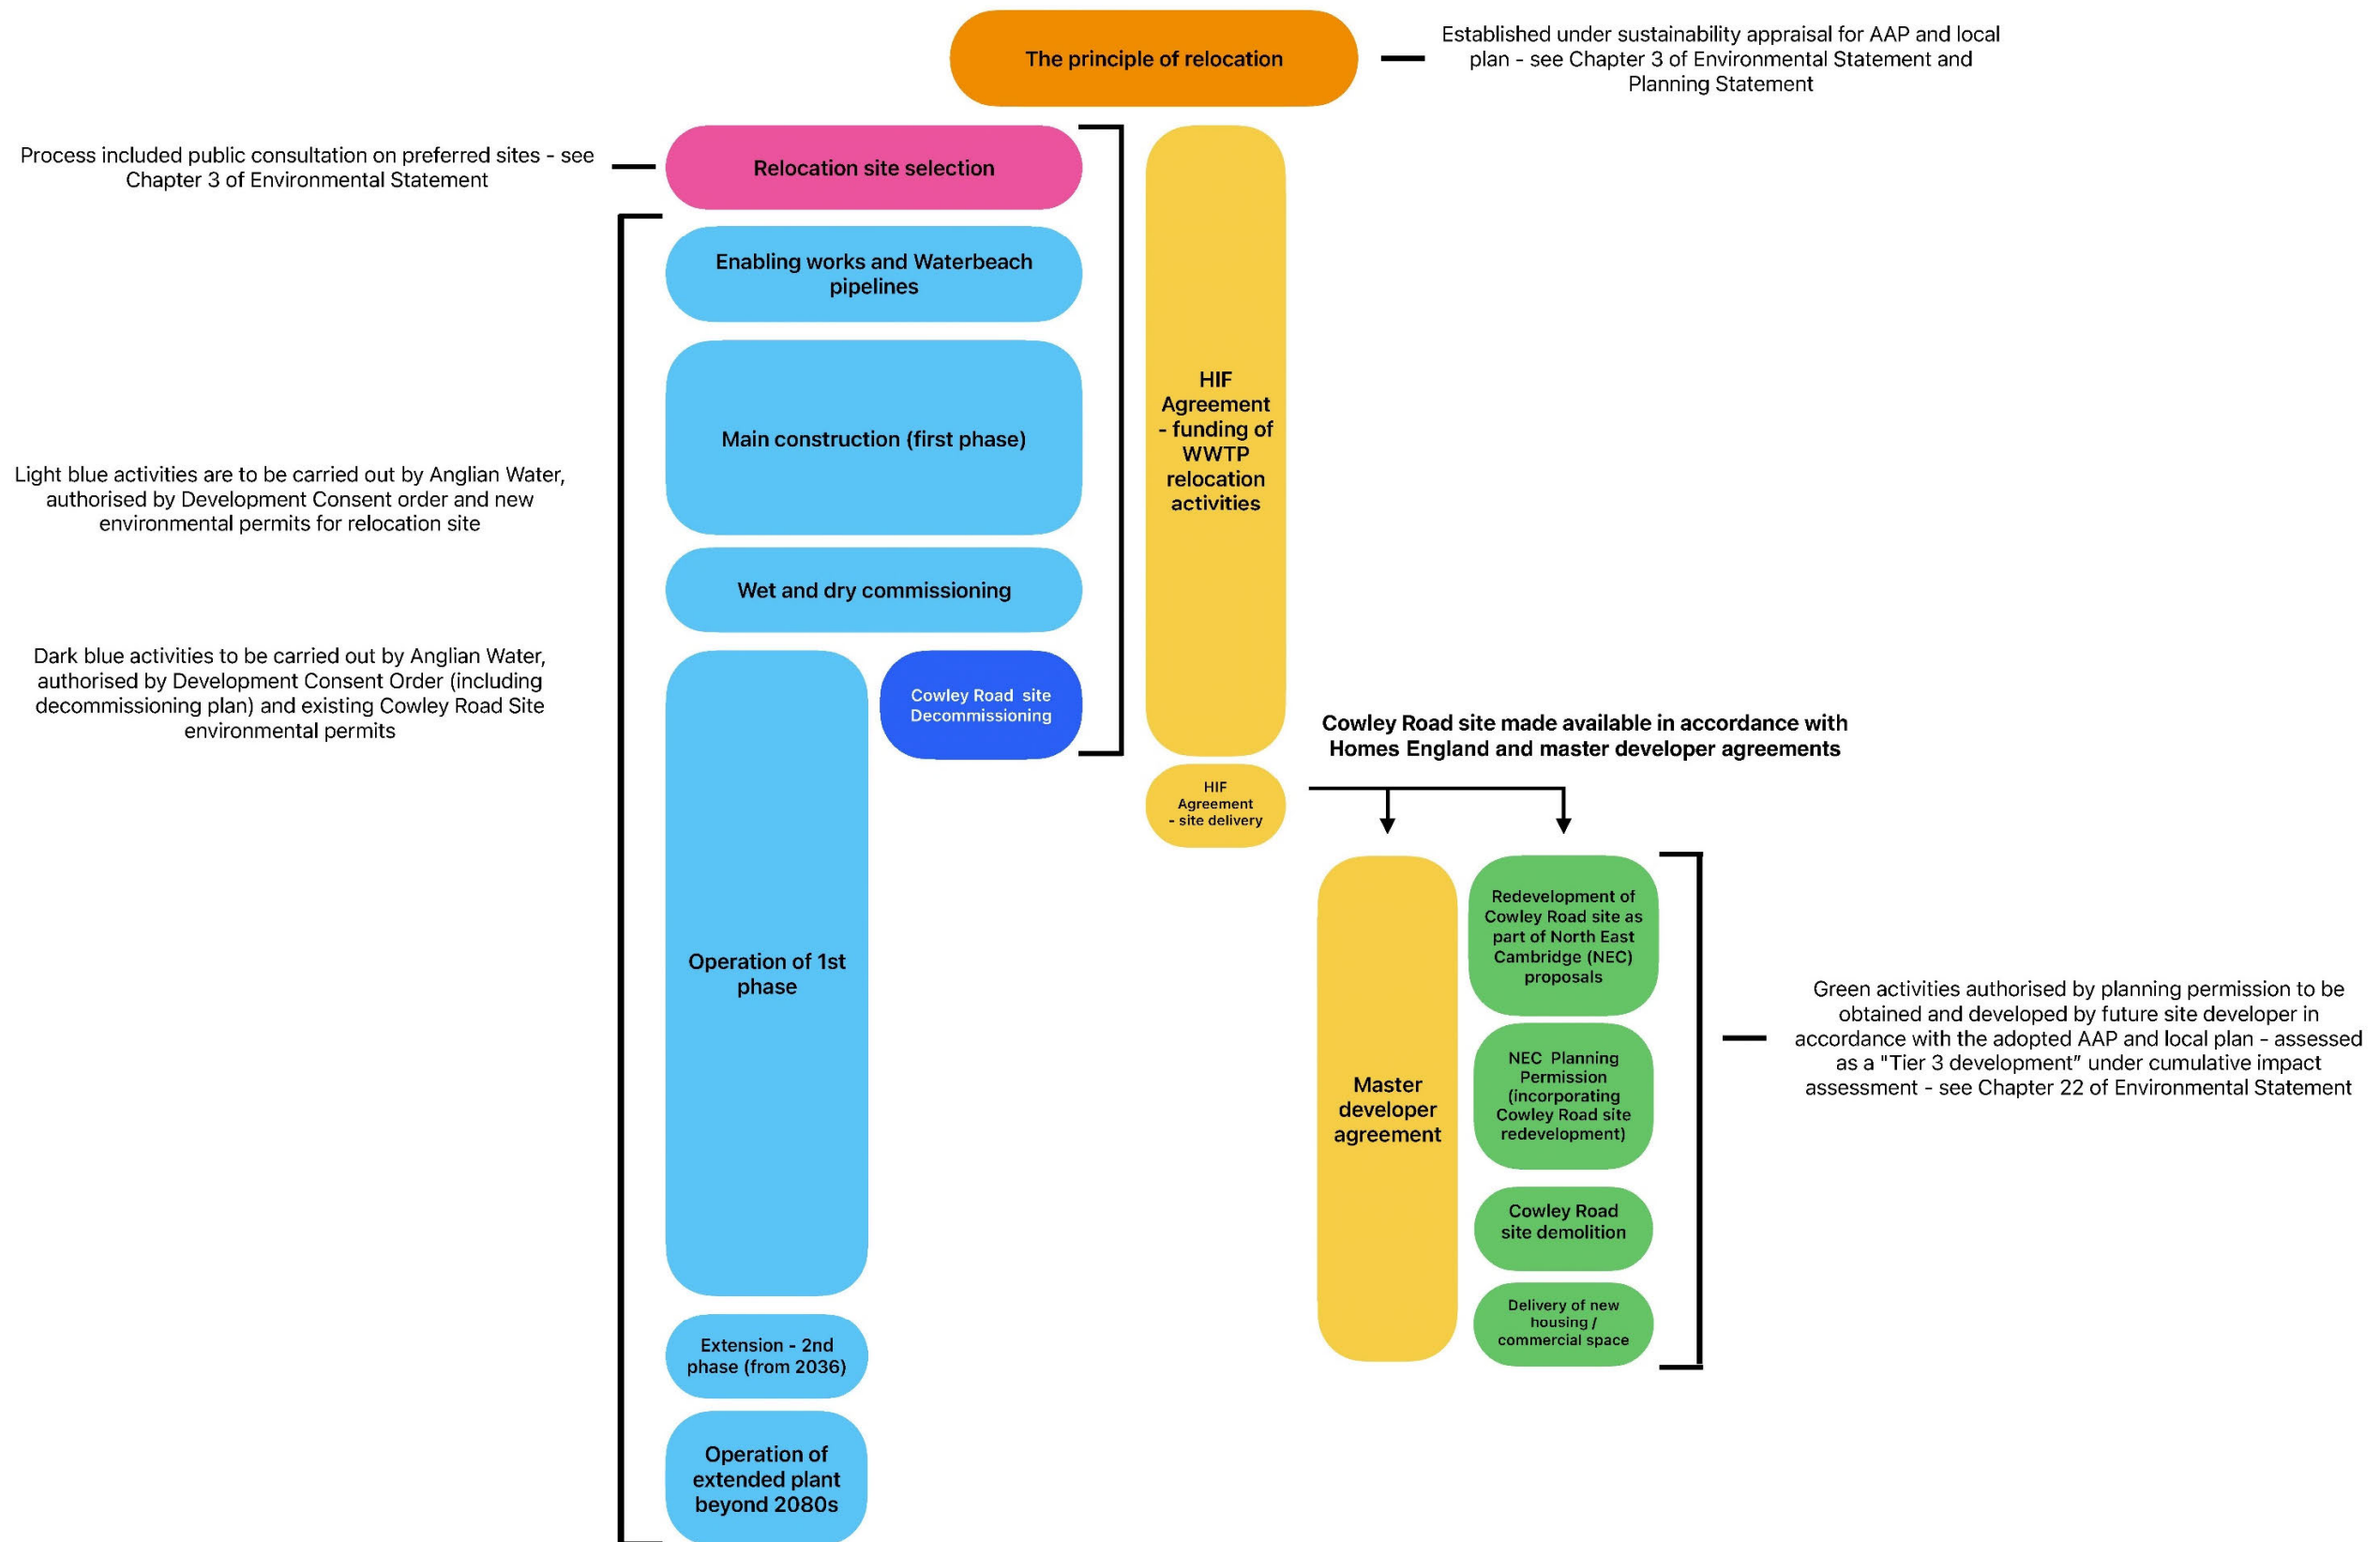 The principle of relocation
Established under sustainability appraisal for AAP and local
plan - see Chapter 3 of Environmental Statement and
Planning Statement
Process included public consultation on preferred sites - see
Chapter 3 of Environmental Statement
Relocation site selection
Enabling works and Waterbeach
pipelines
Main construction (first phase)
Light blue activities are to be carried out by Anglian Water,
authorised by Development Consent order and new
environmental permits for relocation site
Wet and dry commissioning
Dark blue activities to be carried out by Anglian Water,
authorised by Development Consent Order (including
decommissioning plan) and existing Cowley Road Site
environmental permits
Cowley Road site
Decommissioning
Operation of 1st
phase
Extension - 2nd
phase (from 2036)
Operation of
extended plant
beyond 2080s
HIF
Agreement
- funding of
WWTP
relocation
activities
HIF
Agreement
- site delivery
Cowley Road site made available in accordance with
Homes England and master developer agreements
Master
developer
agreement
Redevelopment of
Cowley Road site as
part of North East
Cambridge (NEC)
proposals
NEC Planning
Permission
(incorporating
Cowley Road site
redevelopment)
Cowley Road
site demolition
Delivery of new
housing /
commercial space
Green activities authorised by planning permission to be
obtained and developed by future site developer in
accordance with the adopted AAP and local plan - assessed
as a "Tier 3 development” under cumulative impact
assessment - see Chapter 22 of Environmental Statement